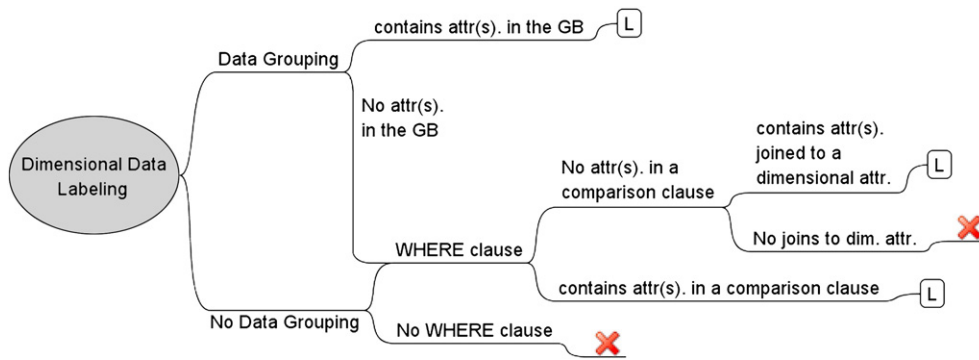 contains attr(s). in the GB
L
Data Grouping
No attr(s).
in the GB
Dimensional Data
Labeling
contains attr(s).
joined to a
dimensional attr.
L
No attr(s). in a
comparison clause
No joins to dim. attr.
WHERE clause
contains attr(s). in a comparison clause
L
No Data Grouping
No WHERE clause